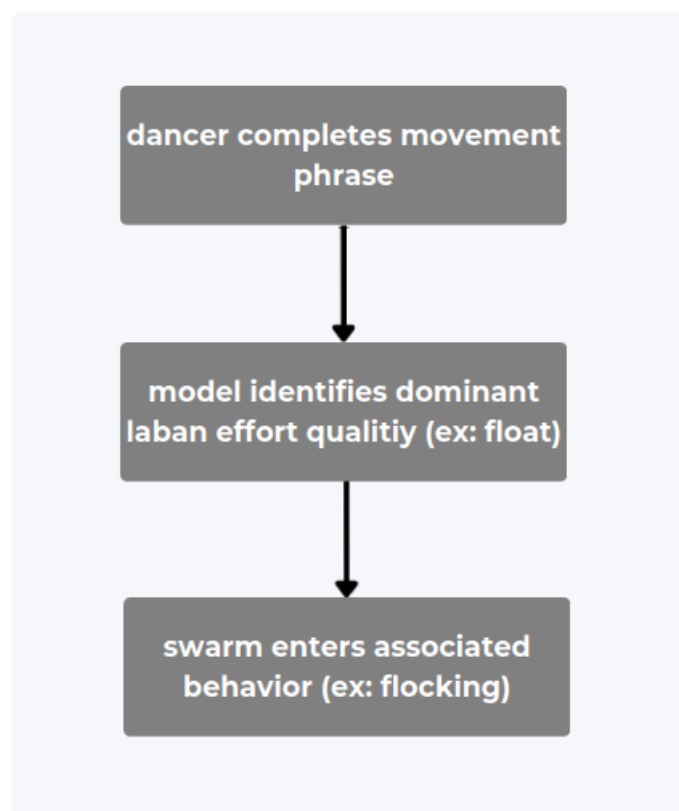 dancer completes movement
phrase
model identifies dominant
laban effort qualitiy (ex: float)
swarm enters associated
behavior (ex: flocking)